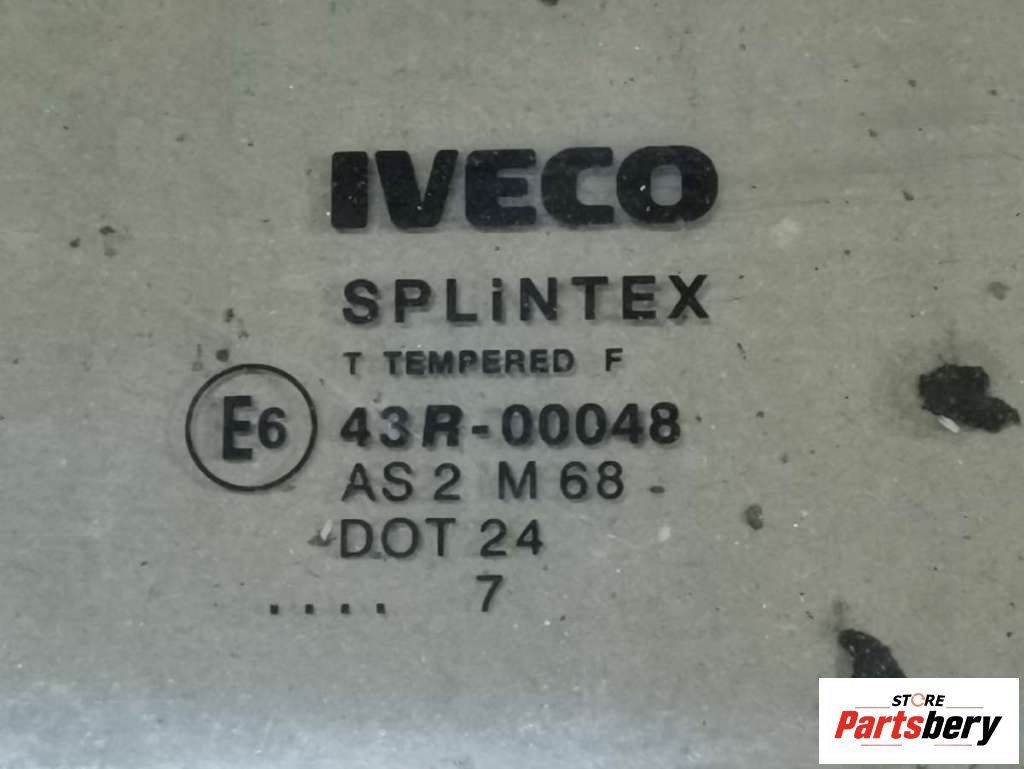 IVECO
SPLiNTEX
T TEMPERED F
E6 43R-00048
AS 2 M 68
DOT 24
.... 7
STORE
Partsbery